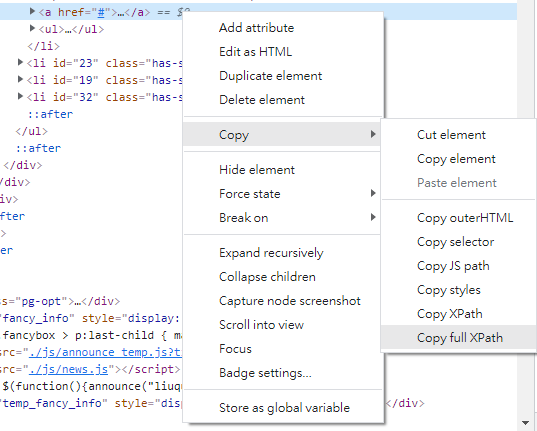 <a href="#">…</a> == $0
<ul>…</ul>
</li>
<li id="23" class="has-s
<li id="19" class="has-s
<li id="32" class="has-s
::after
</ul>
::after
</div>
</div>
div>
fter
>
er
ss="pg-opt">…</div>
"fancy_info" style="display:
fancybox > p:last-child { ma
src="./js/announce_temp.js?t
src="./js/news.js"></script>
$(function(){announce("liuq
"temp_fancy_info" style="disp
</div>
Add attribute
Edit as HTML
Duplicate element
Delete element
Copy
Hide element
Force state
Break on
Expand recursively
Collapse children
Capture node screenshot
Scroll into view
Focus
Badge settings...
Store as global variable
Cut element
Copy element
Paste element
Copy outerHTML
Copy selector
Copy JS path
Copy styles
Copy XPath
Copy full XPath